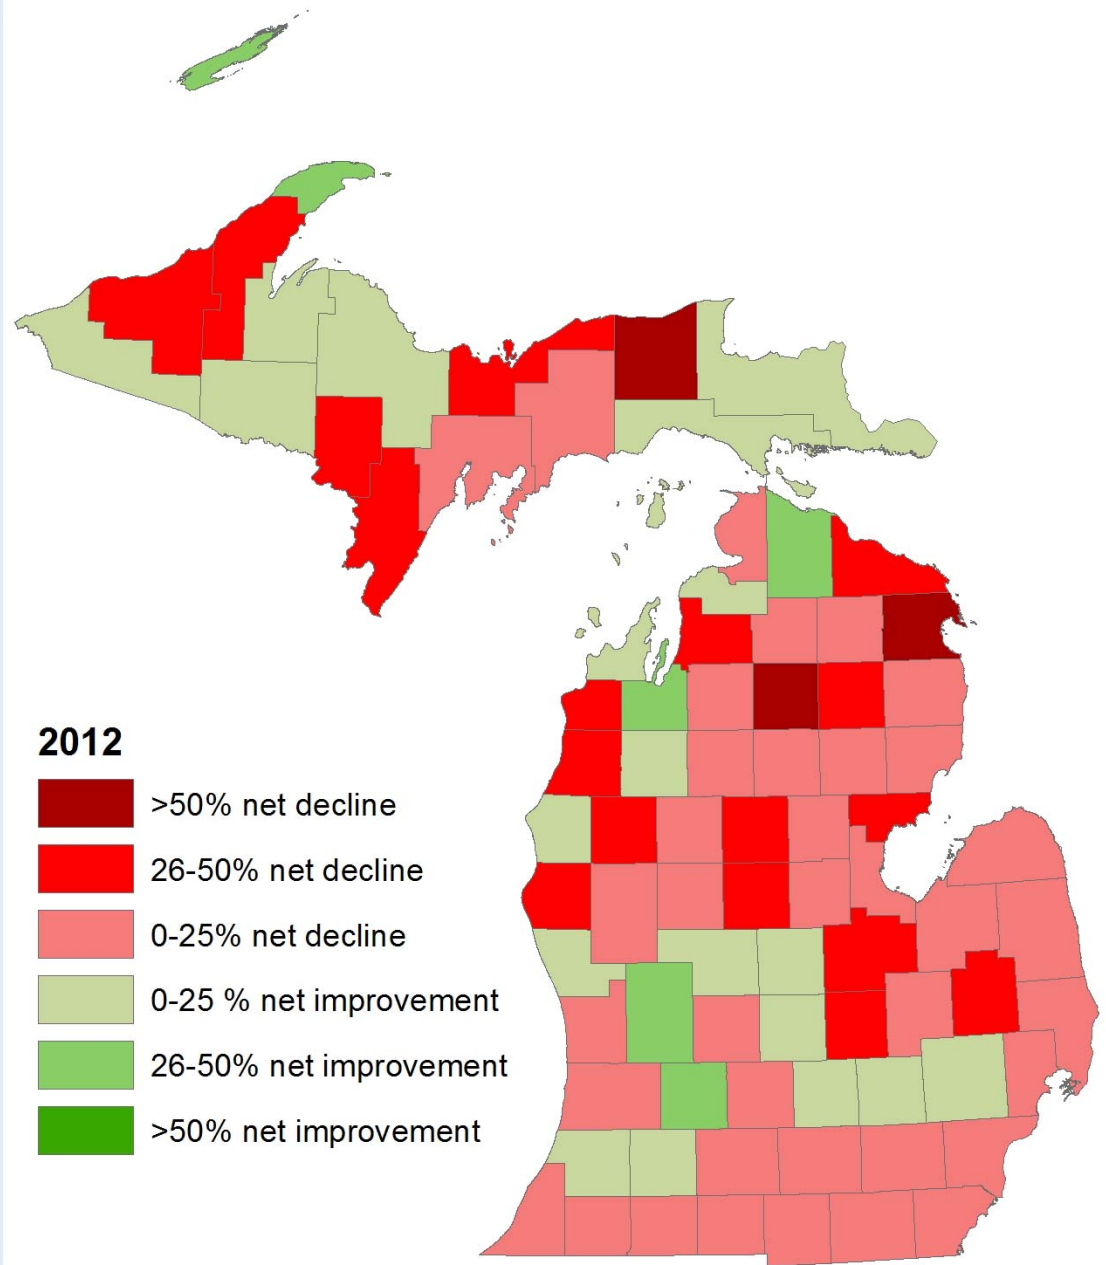 2012
>50% net decline
26-50% net decline
0-25% net decline
0-25 % net improvement
26-50% net improvement
>50% net improvement